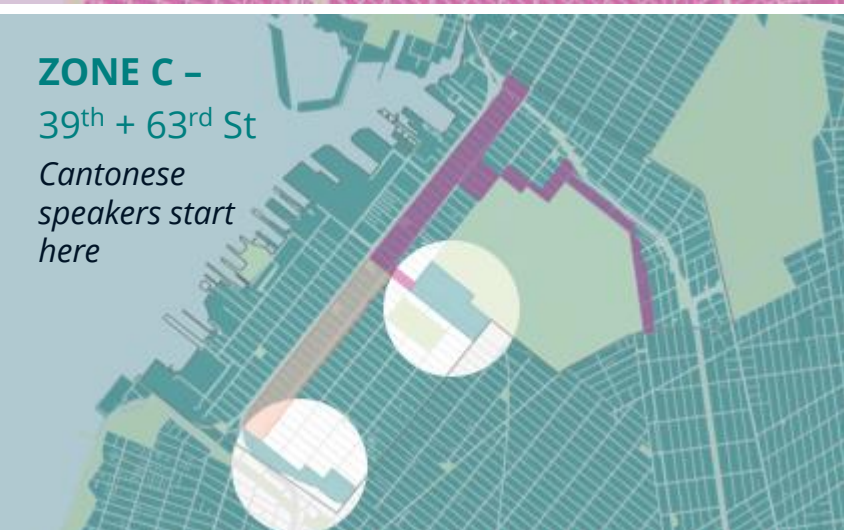 ZONE C –
39th + 63rd St
Cantonese
speakers start
here